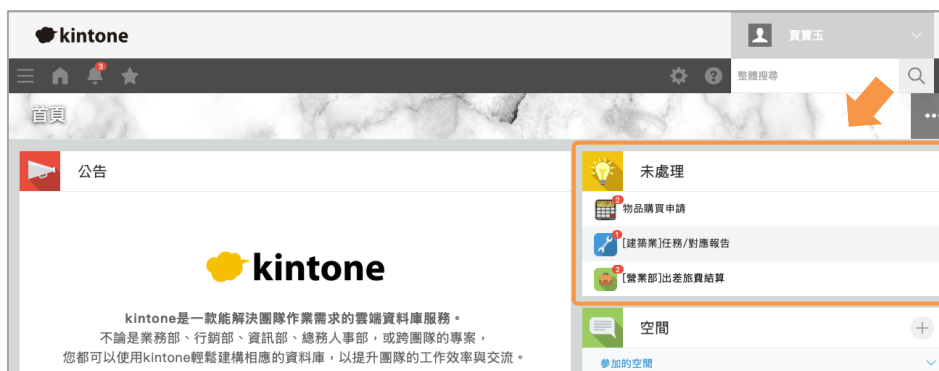 kintone
賈寶玉
3
整體搜尋
首頁
公告
未處理
2
物品購買申請
1
[建築業]任務/對應報告
2
[營業部]出差旅費結算
kintone
kintone是一款能解決團隊作業需求的雲端資料庫服務。
不論是業務部、行銷部、資訊部、總務人事部，或跨團隊的專案，
您都可以使用kintone輕鬆建構相應的資料庫，以提升團隊的工作效率與交流。
空間
參加的空間